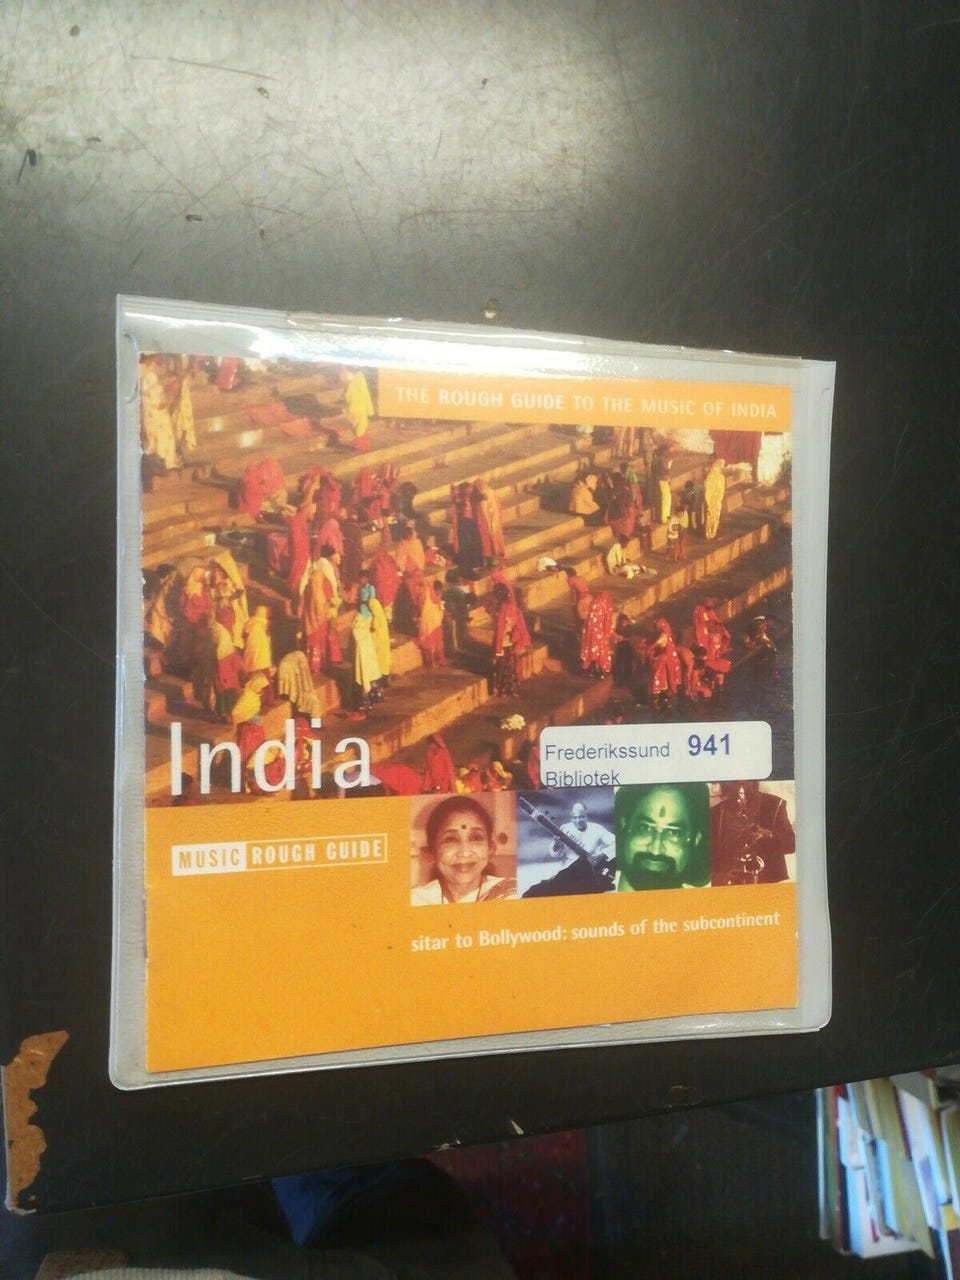 THE ROUGH GUIDE TO THE MUSIC OF INDIA
India
Frederikssund 941
Bibliotek
MUSIC ROUGH GUIDE
sitar to Bollywood: sounds of the subcontinent